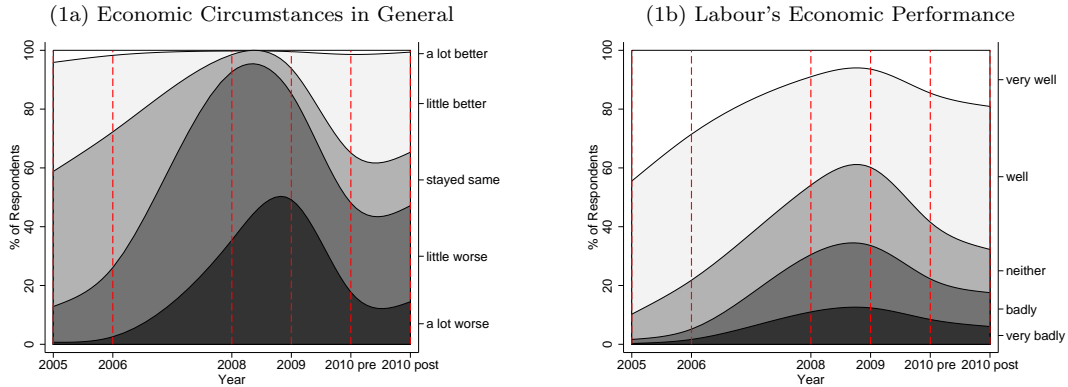 (1a) Economic Circumstances in General
% of Respondents
100
80
60
40
20
0
a lot better
little better
stayed same
little worse
a lot worse
2005
2006
2008
2009
2010 pre
2010 post
Year
(1b) Labour's Economic Performance
% of Respondents
100
80
60
40
20
0
very well
well
neither
badly
very badly
2005
2006
2008
2009
2010 pre
2010 post
Year